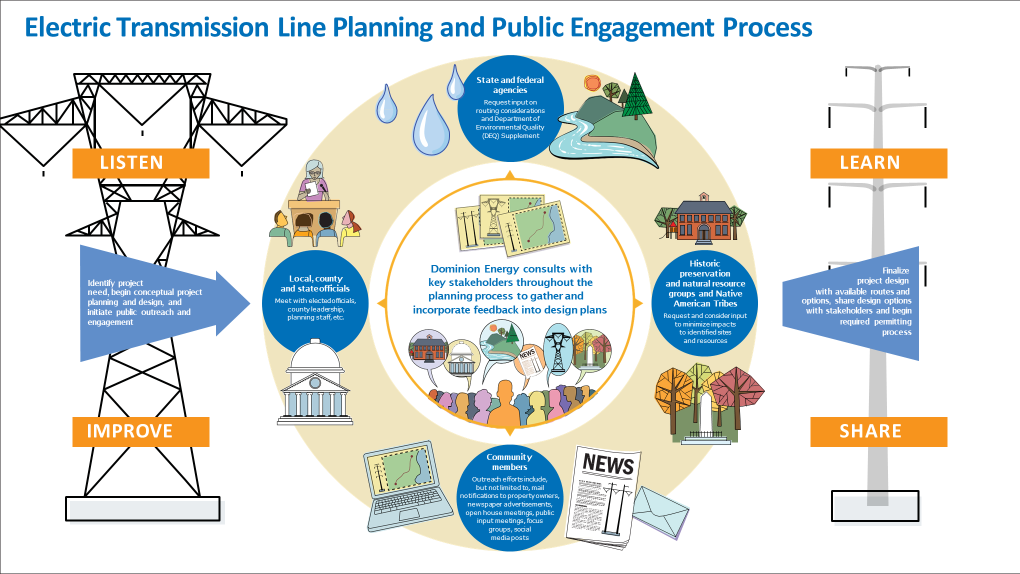 Electric Transmission Line Planning and Public Engagement Process
LISTEN
Identify project
need, begin conceptual project
planning and design, and
initiate public outreach and
engagement
IMPROVE
State and federal
agencies
Request input on
routing considerations
and Department of
Environmental Quality
(DEQ) Supplement
Local, county
and state officials
Meet with elected officials,
county leadership,
planning staff, etc.
Dominion Energy consults with
key stakeholders throughout the
planning process to gather and
incorporate feedback into design plans
NEWS
Historic
preservation
and natural resource
groups and Native
American Tribes
Request and consider input
to minimize impacts
to identified sites
and resources
Community
members
Outreach efforts include,
but not limited to, mail
notifications to property owners,
newspaper advertisements,
open house meetings, public
input meetings, focus
groups, social
media posts
NEWS
LEARN
Finalize
project design
with available routes and
options, share design options
with stakeholders and begin
required permitting
process
SHARE